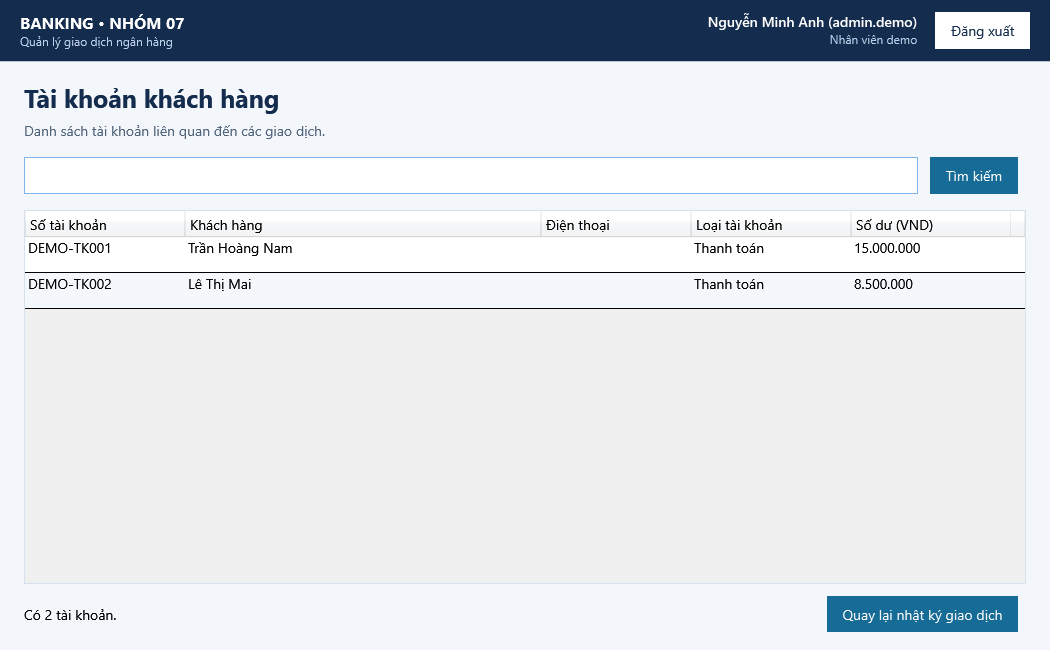 BANKING • NHÓM 07
Quản lý giao dịch ngân hàng
Nguyễn Minh Anh (admin.demo)
Nhân viên demo
Đăng xuất
Tài khoản khách hàng
Danh sách tài khoản liên quan đến các giao dịch.
Tìm kiếm
Số tài khoản Khách hàng Điện thoại Loại tài khoản Số dư (VND)
DEMO-TK001 Trần Hoàng Nam Thanh toán 15.000.000
DEMO-TK002 Lê Thị Mai Thanh toán 8.500.000
Có 2 tài khoản.
Quay lại nhật ký giao dịch